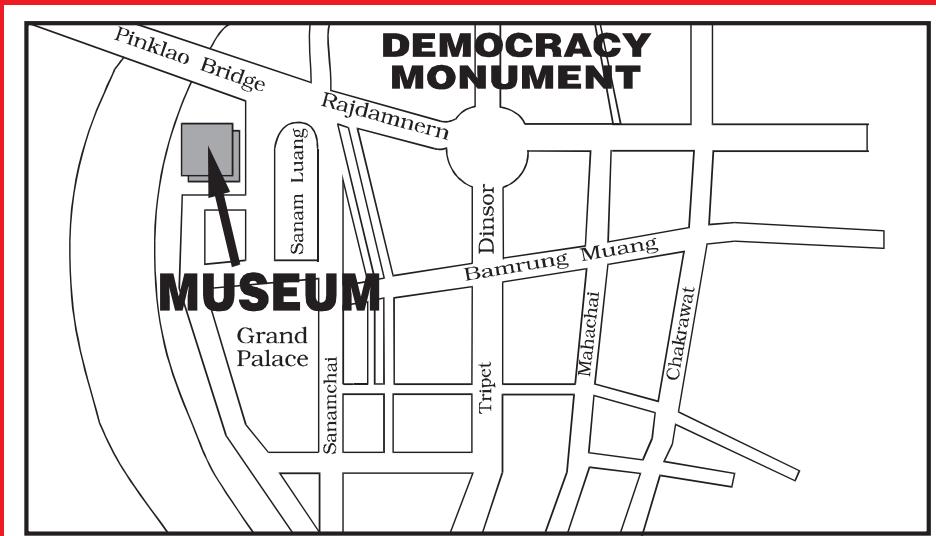 DEMOCRACY
MONUMENT
Pinklao Bridge
Rajdamnern
Sanam Luang
Dinsor
Bamrung Muang
MUSEUM
Grand
Palace
Mahachai
Chakrawat
Sanamchai
Tripet